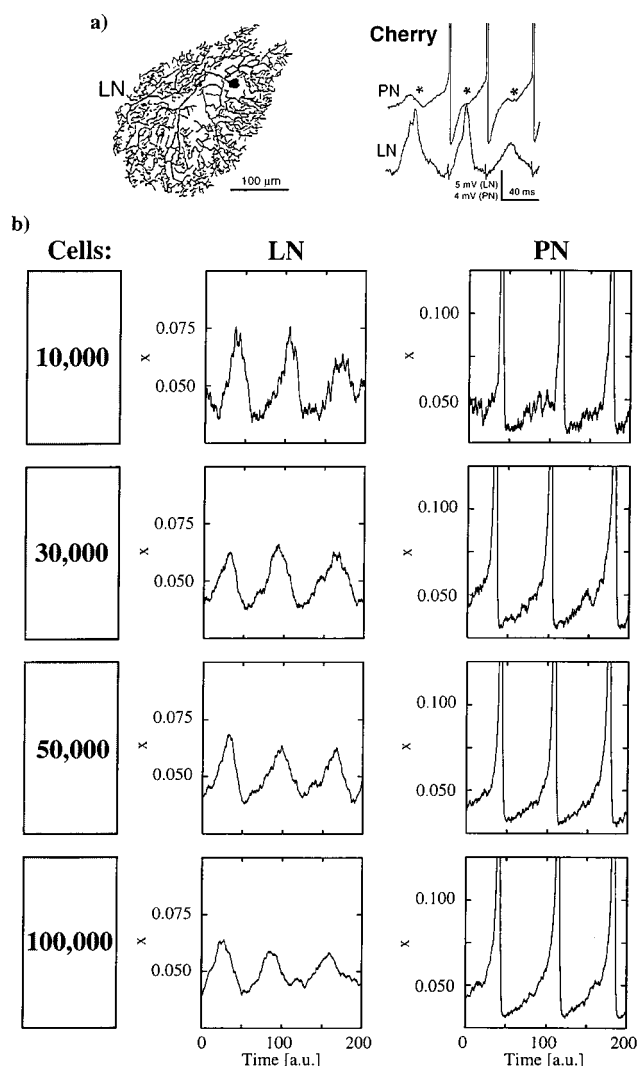 a)
LN
100 µm
Cherry
PN
*
*
*
LN
5 mV (LN)
4 mV (PN)
40 ms
b)
Cells:
LN
PN
10,000
x
0.075
0.050
x
0.100
0.050
30,000
x
0.075
0.050
x
0.100
0.050
50,000
x
0.075
0.050
x
0.100
0.050
100,000
x
0.075
0.050
x
0.100
0.050
0
100
200
Time [a.u.]
0
100
200
Time [a.u.]